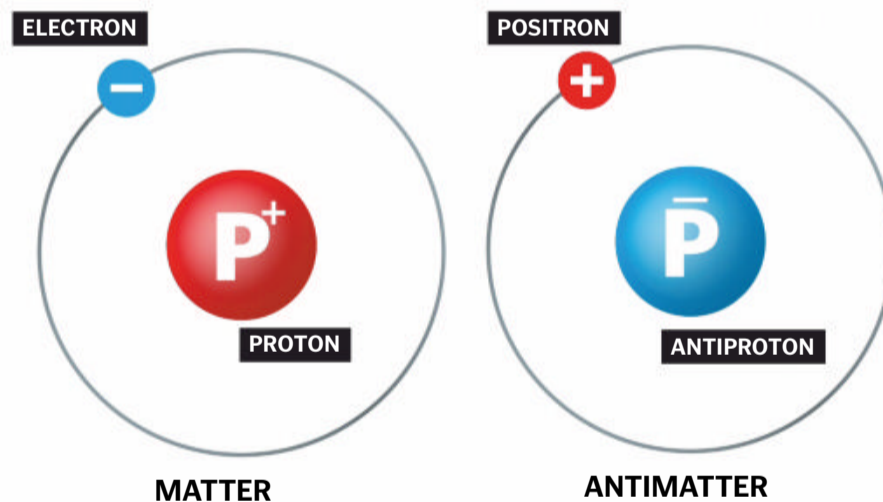 ELECTRON
−
P+
PROTON
MATTER
POSITRON
+
P̄
ANTIPROTON
ANTIMATTER